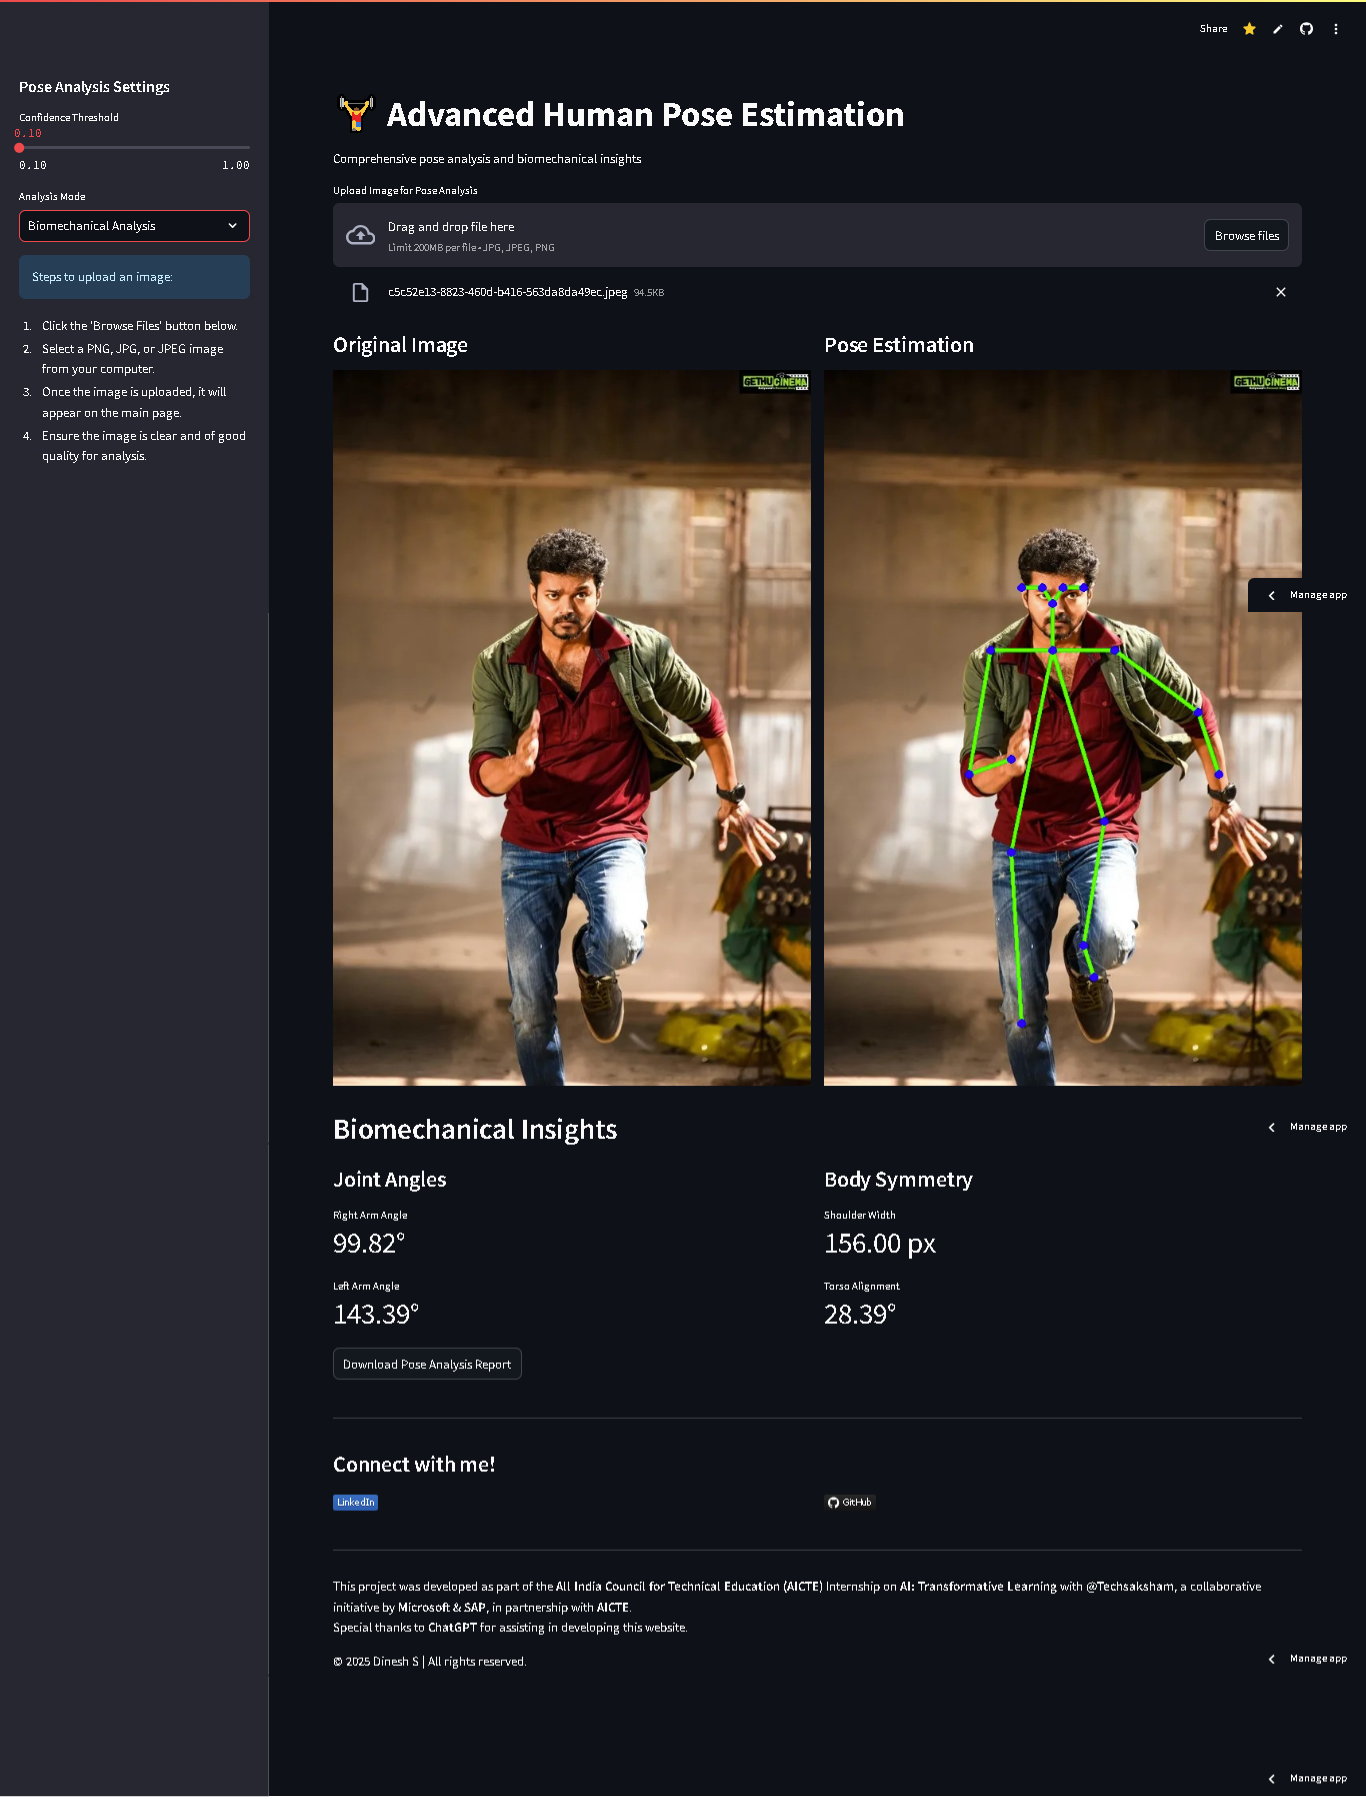 Share
Pose Analysis Settings
Confidence Threshold
0.10
0.10 1.00
Analysis Mode
Biomechanical Analysis
Steps to upload an image:
1. Click the 'Browse Files' button below.
2. Select a PNG, JPG, or JPEG image
from your computer.
3. Once the image is uploaded, it will
appear on the main page.
4. Ensure the image is clear and of good
quality for analysis.
Advanced Human Pose Estimation
Comprehensive pose analysis and biomechanical insights
Upload Image for Pose Analysis
Drag and drop file here
Limit 200MB per file • JPG, JPEG, PNG
Browse files
c5c52e13-8823-460d-b416-563da8da49ec.jpeg 94.5KB
Original Image
Pose Estimation
GETHU CINEMA
GETHU CINEMA
Manage app
Biomechanical Insights
Manage app
Joint Angles
Body Symmetry
Right Arm Angle
99.82°
Shoulder Width
156.00 px
Left Arm Angle
143.39°
Torso Alignment
28.39°
Download Pose Analysis Report
Connect with me!
LinkedIn
GitHub
This project was developed as part of the All India Council for Technical Education (AICTE) Internship on AI: Transformative Learning with @Techsaksham, a collaborative
initiative by Microsoft & SAP, in partnership with AICTE.
Special thanks to ChatGPT for assisting in developing this website.
© 2025 Dinesh S | All rights reserved.
Manage app
Manage app